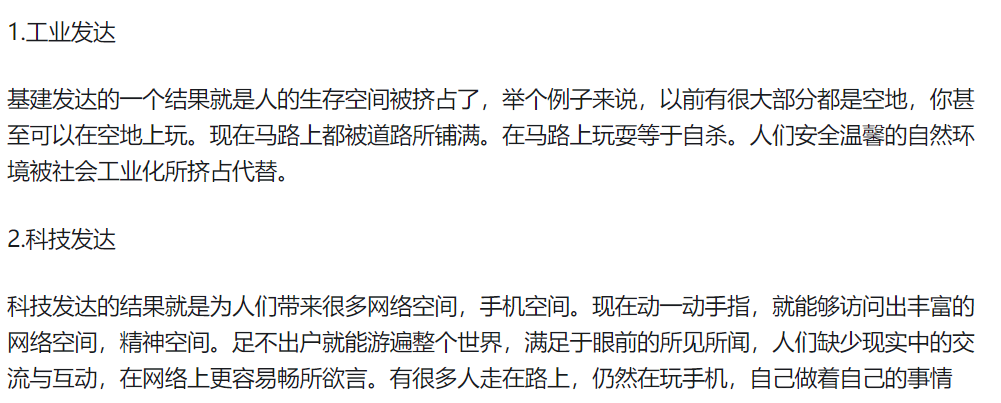 1.工业发达
基建发达的一个结果就是人的生存空间被挤占了，举个例子来说，以前有很大部分都是空地，你甚
至可以在空地上玩。现在马路上都被道路所铺满。在马路上玩耍等于自杀。人们安全温馨的自然环
境被社会工业化所挤占代替。
2.科技发达
科技发达的结果就是为人们带来很多网络空间，手机空间。现在动一动手指，就能够访问出丰富的
网络空间，精神空间。足不出户就能游遍整个世界，满足于眼前的所见所闻，人们缺少现实中的交
流与互动，在网络上更容易畅所欲言。有很多人走在路上，仍然在玩手机，自己做着自己的事情